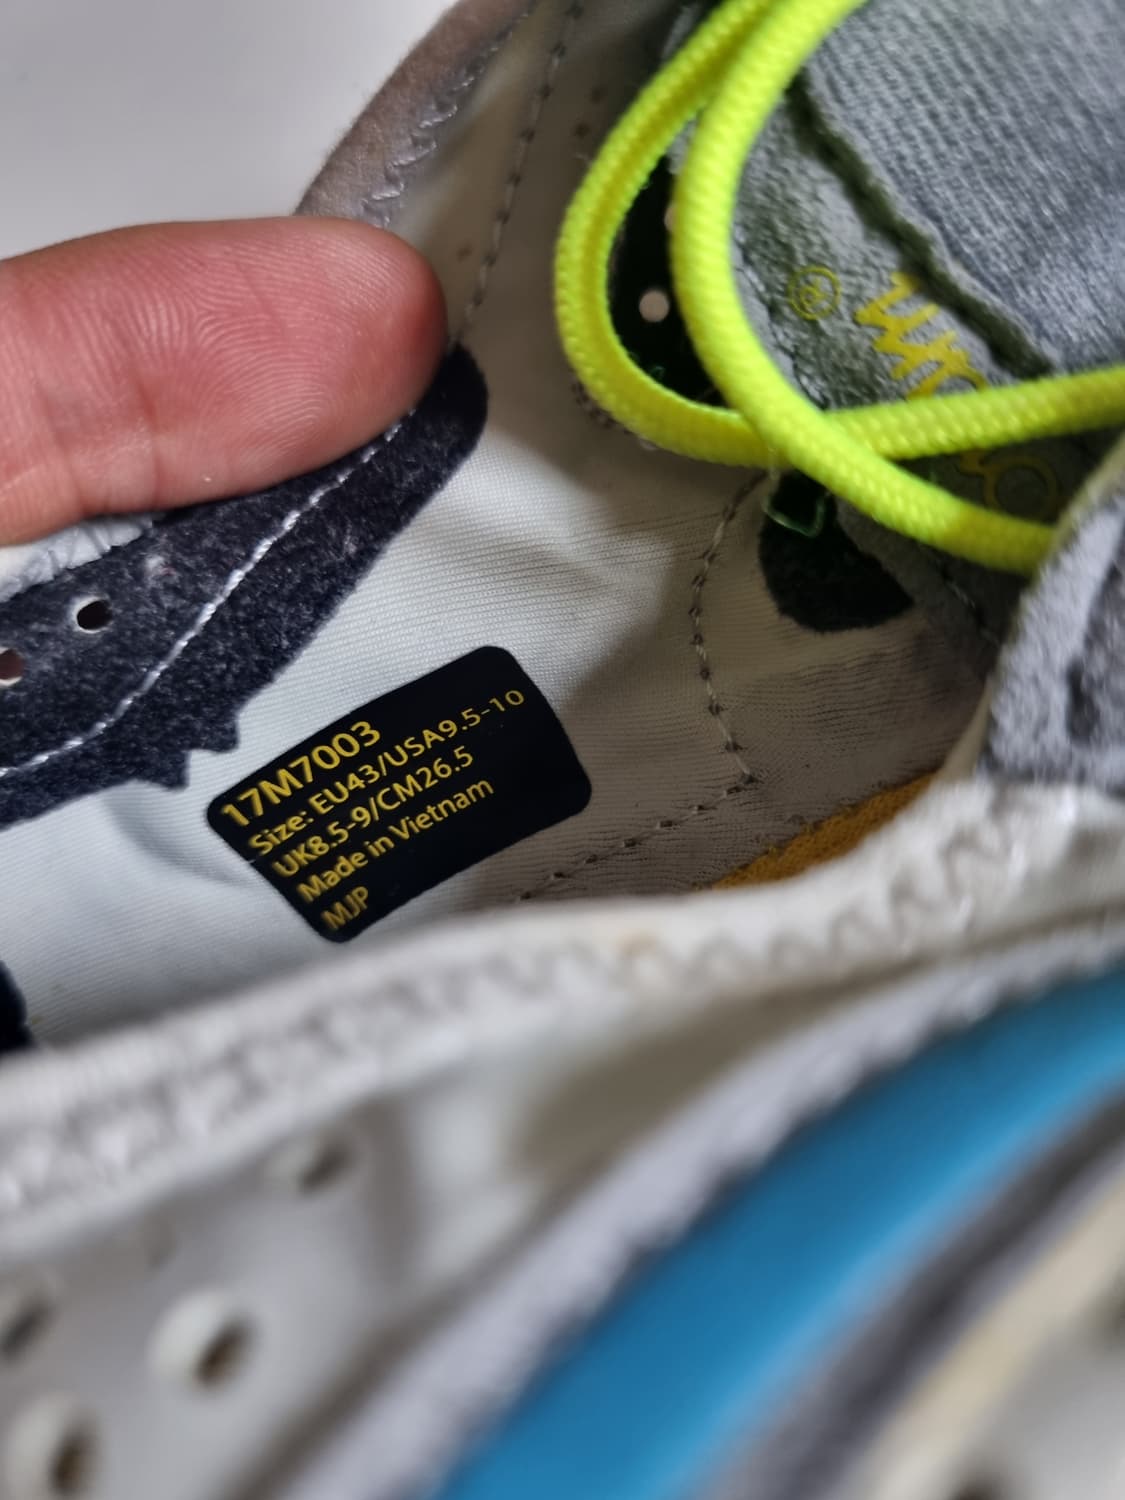 17M7003
Size: EU43/USA9.5-10
UK8.5-9/CM26.5
Made in Vietnam
MJP
®